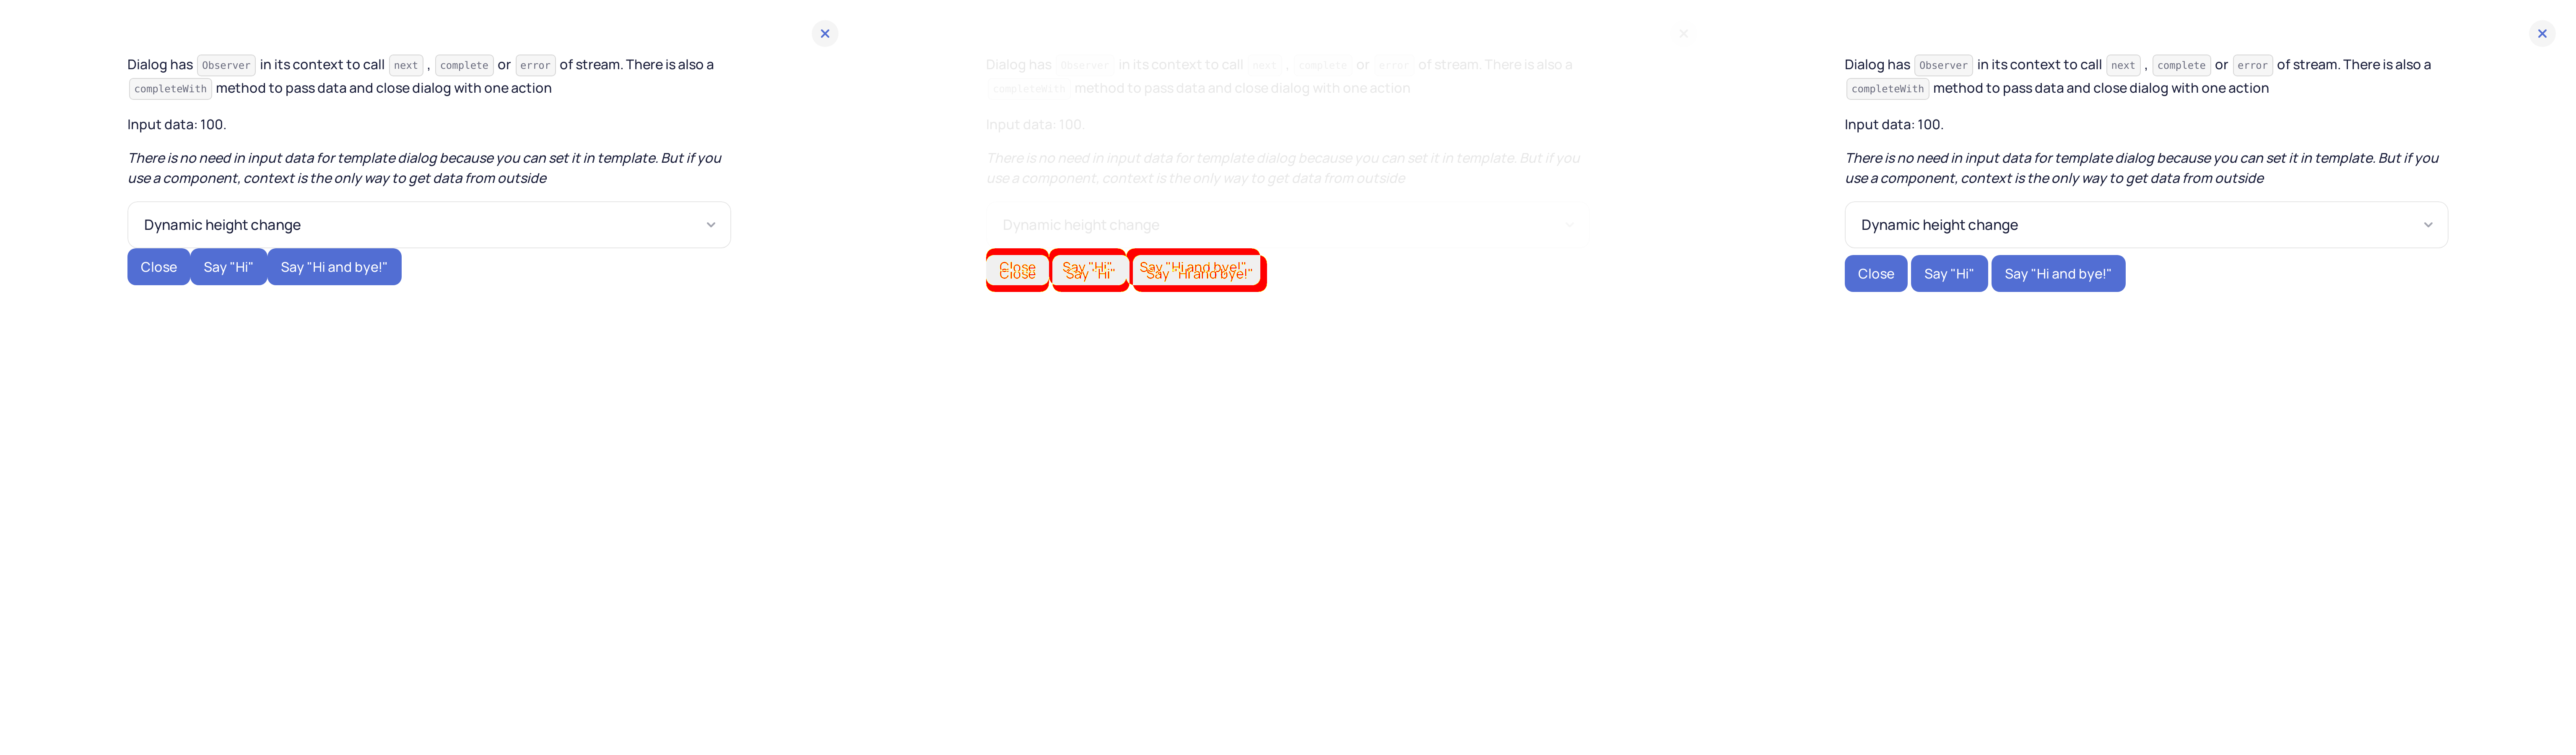 Dialog has Observer in its context to call next , complete or error of stream. There is also a
completeWith method to pass data and close dialog with one action
Input data: 100.
There is no need in input data for template dialog because you can set it in template. But if you
use a component, context is the only way to get data from outside
Dynamic height change
Close Say "Hi" Say "Hi and bye!"
Dialog has Observer in its context to call next , complete or error of stream. There is also a
completeWith method to pass data and close dialog with one action
Input data: 100.
There is no need in input data for template dialog because you can set it in template. But if you
use a component, context is the only way to get data from outside
Dynamic height change
Close Say "Hi" Say "Hi and bye!"
Close Say "Hi" Say "Hi and bye!"
Dialog has Observer in its context to call next , complete or error of stream. There is also a
completeWith method to pass data and close dialog with one action
Input data: 100.
There is no need in input data for template dialog because you can set it in template. But if you
use a component, context is the only way to get data from outside
Dynamic height change
Close Say "Hi" Say "Hi and bye!"